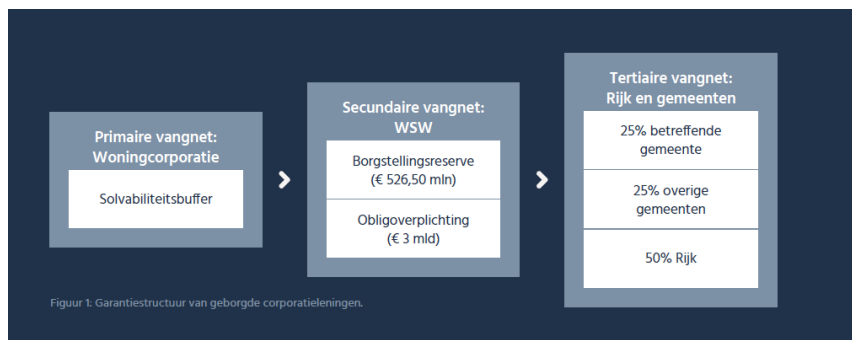 Primaire vangnet:
Woningcorporatie
Solvabiliteitsbuffer
Secundaire vangnet:
WSW
Borgstellingsreserve
(€ 526,50 mln)
Obligoverplichting
(€ 3 mld)
Tertiaire vangnet:
Rijk en gemeenten
25% betreffende
gemeente
25% overige
gemeenten
50% Rijk
Figuur 1: Garantiestructuur van geborgde corporatieleningen.